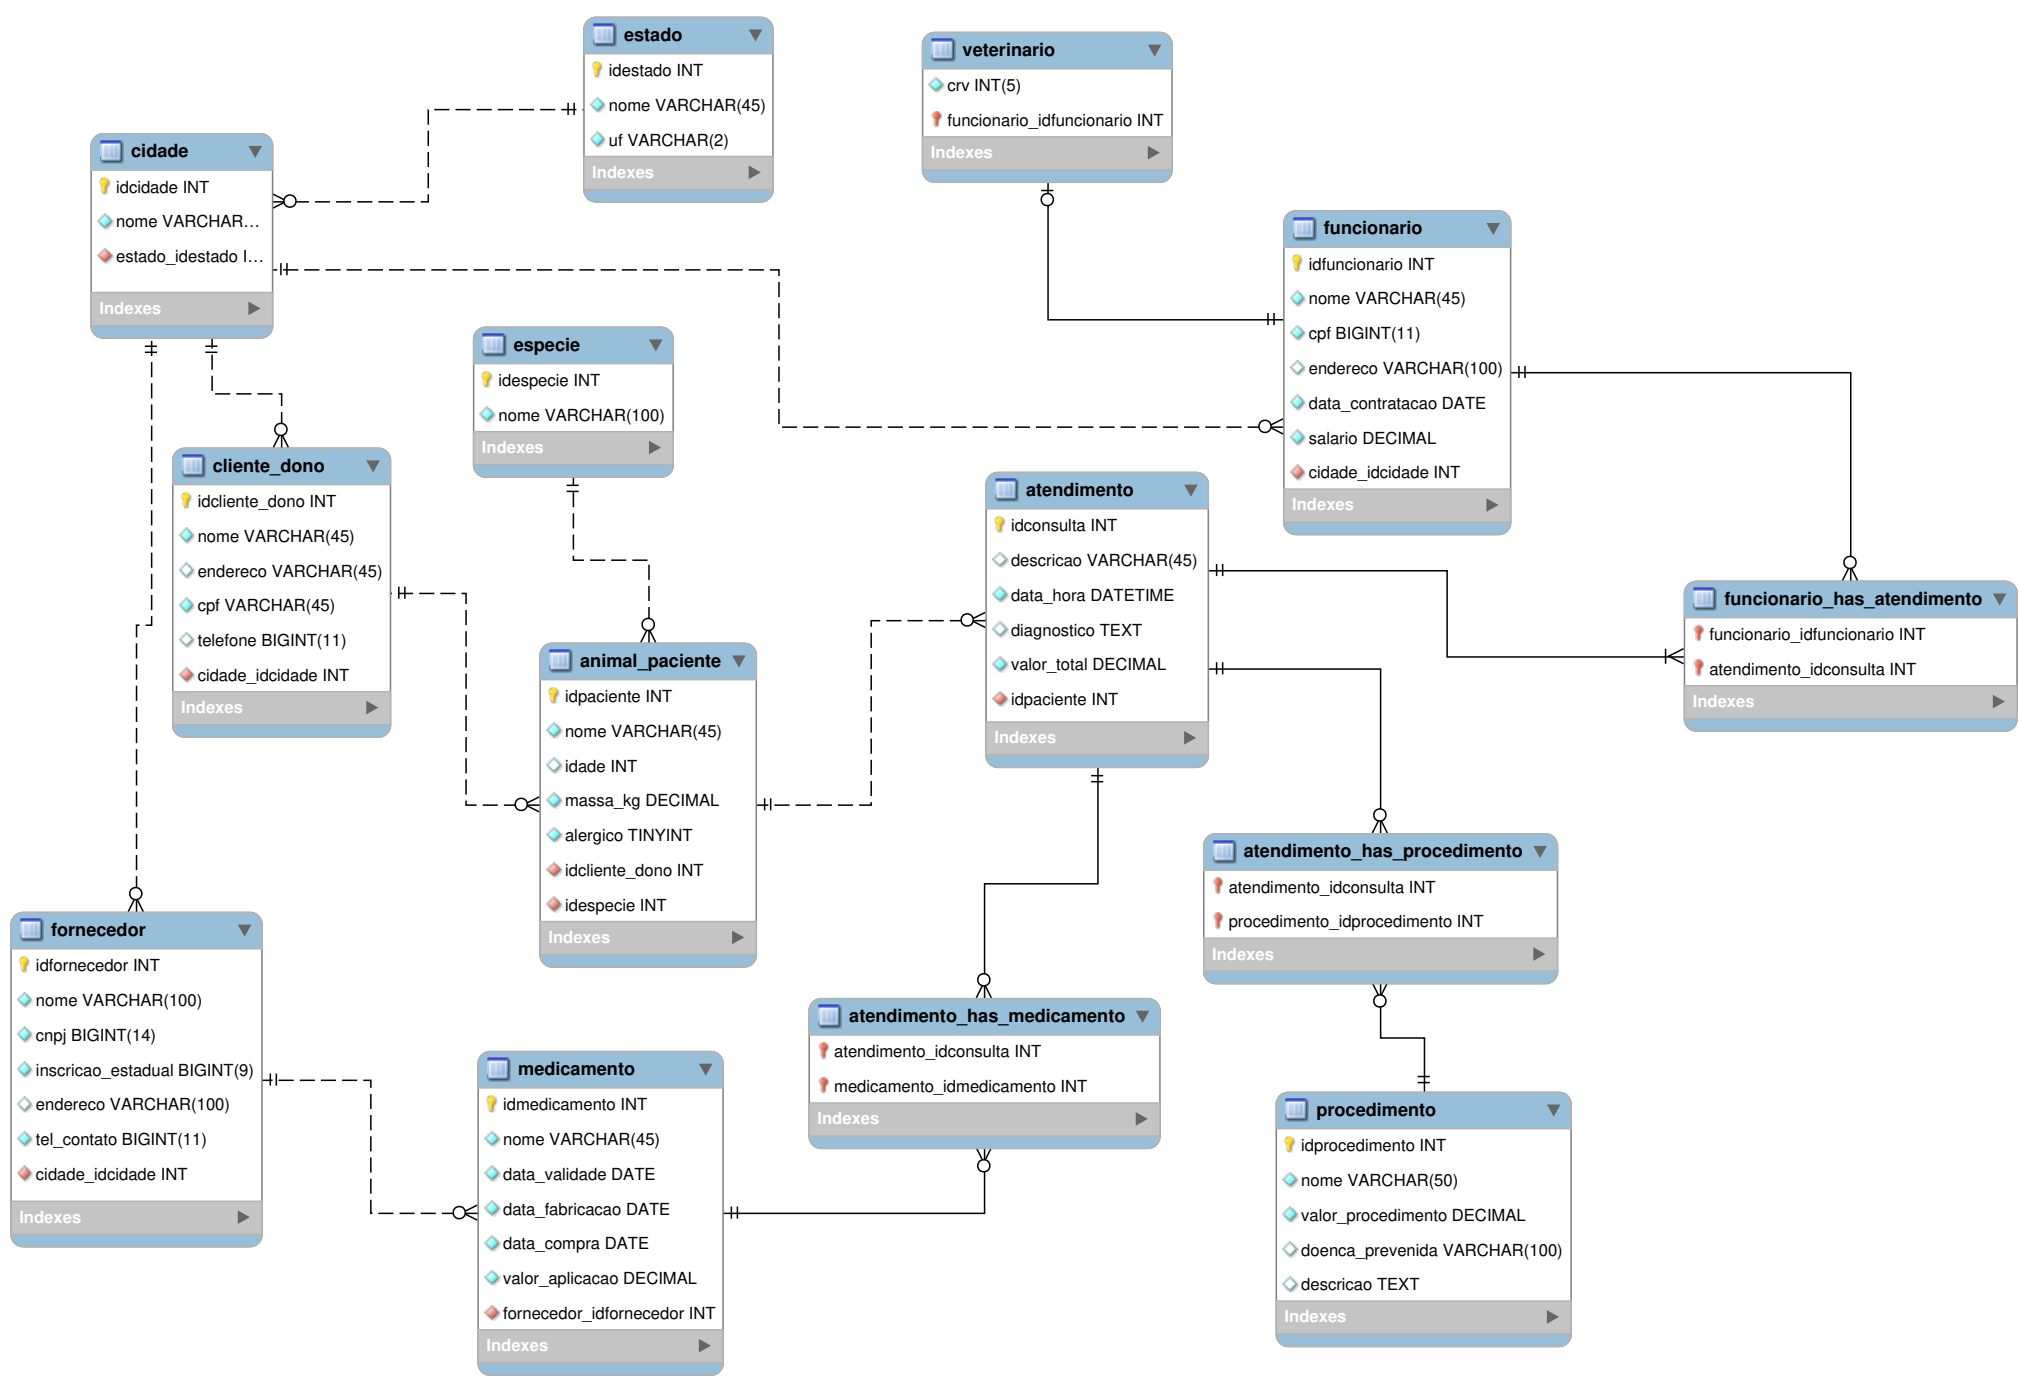 estado
idestado INT
nome VARCHAR(45)
uf VARCHAR(2)
Indexes
veterinario
crv INT(5)
funcionario_idfuncionario INT
Indexes
cidade
idcidade INT
nome VARCHAR...
estado_idestado I...
Indexes
funcionario
idfuncionario INT
nome VARCHAR(45)
cpf BIGINT(11)
endereco VARCHAR(100)
data_contratacao DATE
salario DECIMAL
cidade_idcidade INT
Indexes
especie
idespecie INT
nome VARCHAR(100)
Indexes
cliente_dono
idcliente_dono INT
nome VARCHAR(45)
endereco VARCHAR(45)
cpf VARCHAR(45)
telefone BIGINT(11)
cidade_idcidade INT
Indexes
atendimento
idconsulta INT
descricao VARCHAR(45)
data_hora DATETIME
diagnostico TEXT
valor_total DECIMAL
idpaciente INT
Indexes
funcionario_has_atendimento
funcionario_idfuncionario INT
atendimento_idconsulta INT
Indexes
animal_paciente
idpaciente INT
nome VARCHAR(45)
idade INT
massa_kg DECIMAL
alergico TINYINT
idcliente_dono INT
idespecie INT
Indexes
atendimento_has_procedimento
atendimento_idconsulta INT
procedimento_idprocedimento INT
Indexes
fornecedor
idfornecedor INT
nome VARCHAR(100)
cnpj BIGINT(14)
inscricao_estadual BIGINT(9)
endereco VARCHAR(100)
tel_contato BIGINT(11)
cidade_idcidade INT
Indexes
atendimento_has_medicamento
atendimento_idconsulta INT
medicamento_idmedicamento INT
Indexes
medicamento
idmedicamento INT
nome VARCHAR(45)
data_validade DATE
data_fabricacao DATE
data_compra DATE
valor_aplicacao DECIMAL
fornecedor_idfornecedor INT
Indexes
procedimento
idprocedimento INT
nome VARCHAR(50)
valor_procedimento DECIMAL
doenca_prevenida VARCHAR(100)
descricao TEXT
Indexes